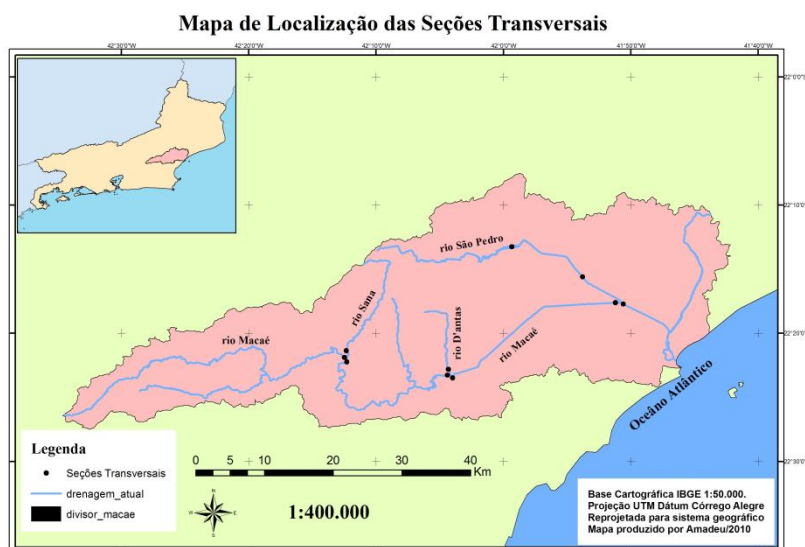 Mapa de Localização das Seções Transversais
42°30'0"W
42°20'0"W
42°10'0"W
42°0'0"W
41°50'0"W
41°40'0"W
22°0'0"
22°10'0"
22°20'0"
22°30'0"
rio São Pedro
rio Sana
rio D'antas
rio Macaé
rio Macaé
Oceâno Atlântico
Legenda
Seções Transversais
drenagem_atual
divisor_macae
0 5 10 20 30 40
Km
N
W E
S
1:400.000
Base Cartográfica IBGE 1:50.000.
Projeção UTM Dátum Córrego Alegre
Reprojetada para sistema geográfico
Mapa produzido por Amadeu/2010